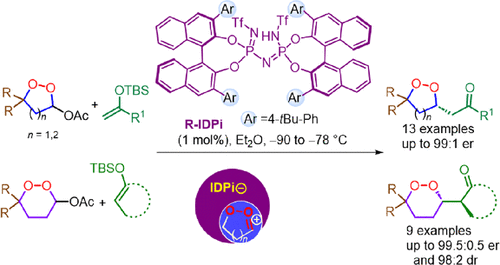 Ar Ar
Tf Tf
N HN
O O
P P
O N O
Ar Ar
R-IDPi Ar =4-tBu-Ph
(1 mol%), Et2O, −90 to −78 °C
R
R
O-O
( )n OAc
n = 1,2
+
OTBS
R1
O-O
R
R
( )n
O
R1
13 examples
up to 99:1 er
R
R
O-O
OAc
+
TBSO
IDPi⊖
O-O
⊕
( )n
R
R
O-O
O
9 examples
up to 99.5:0.5 er
and 98:2 dr